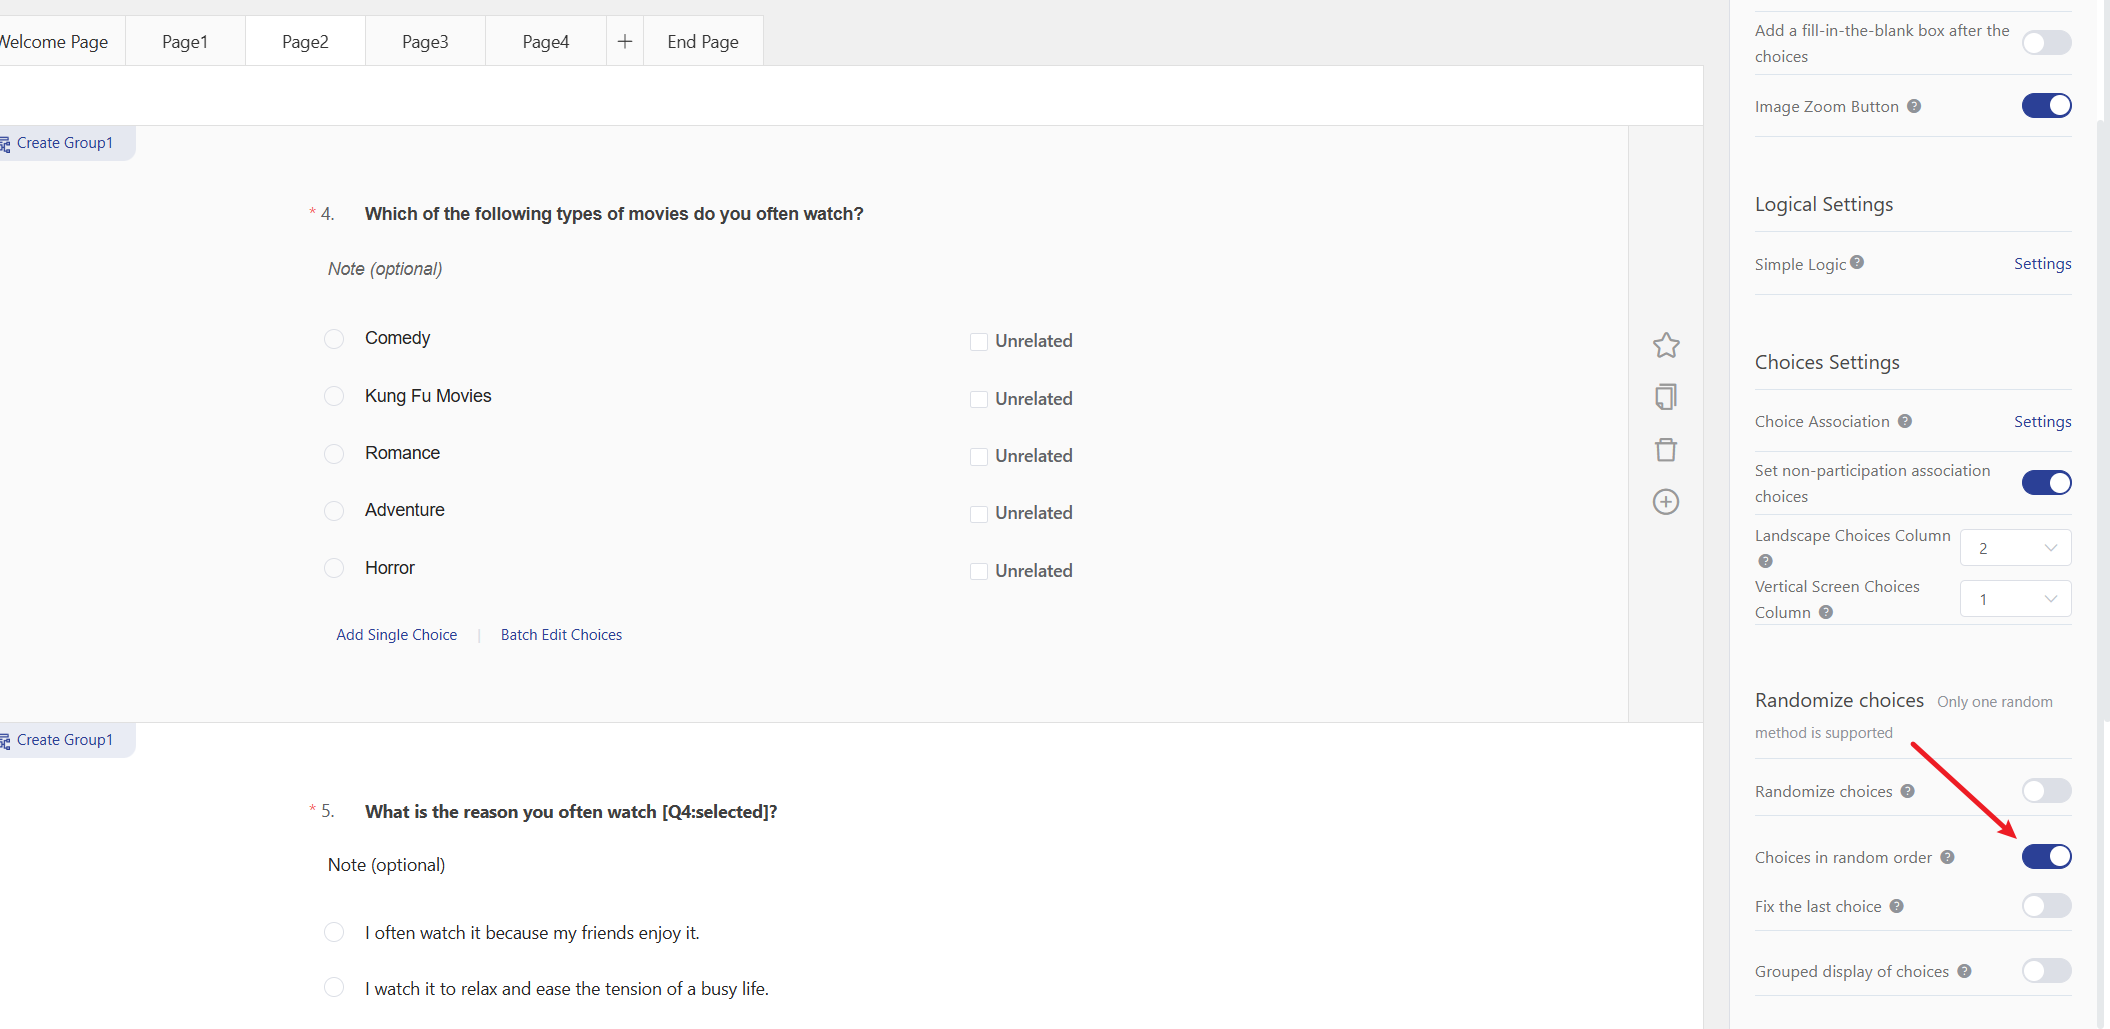 Welcome Page
Page1
Page2
Page3
Page4
+
End Page
Create Group1
* 4. Which of the following types of movies do you often watch?
Note (optional)
Comedy
Unrelated
Kung Fu Movies
Unrelated
Romance
Unrelated
Adventure
Unrelated
Horror
Unrelated
Add Single Choice | Batch Edit Choices
Create Group1
* 5. What is the reason you often watch [Q4:selected]?
Note (optional)
I often watch it because my friends enjoy it.
I watch it to relax and ease the tension of a busy life.
Add a fill-in-the-blank box after the
choices
Image Zoom Button ?
Logical Settings
Simple Logic ? Settings
Choices Settings
Choice Association ? Settings
Set non-participation association
choices
Landscape Choices Column
? 2
Vertical Screen Choices
Column ? 1
Randomize choices Only one random
method is supported
Randomize choices ?
Choices in random order ?
Fix the last choice ?
Grouped display of choices ?